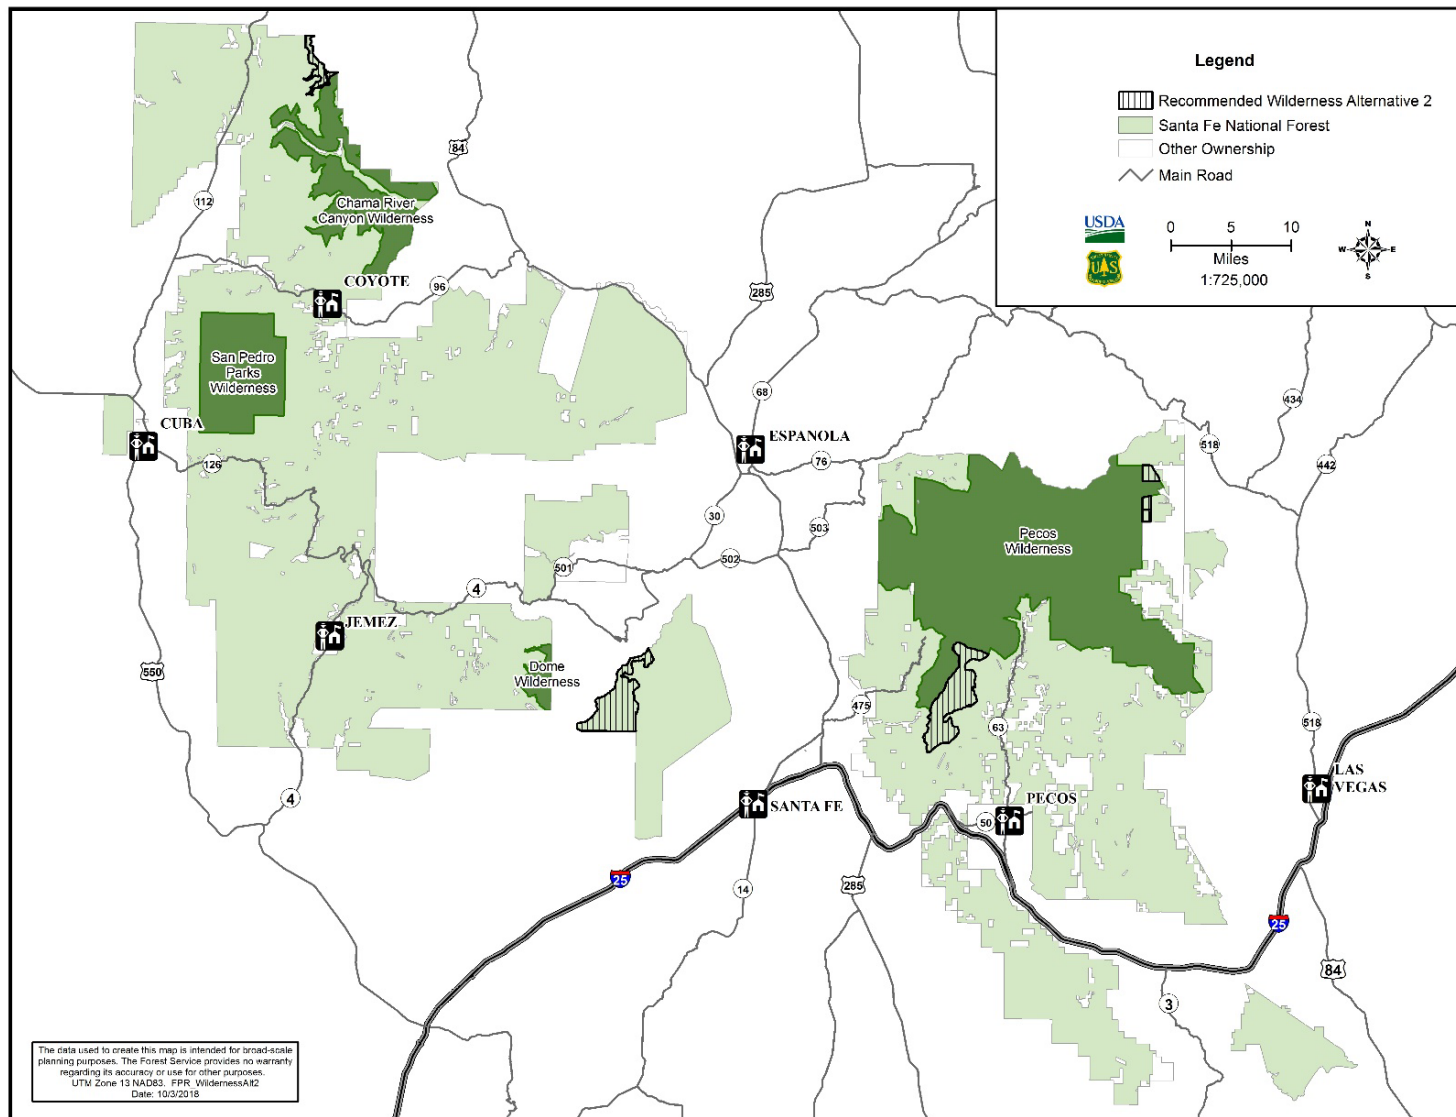 Legend
Recommended Wilderness Alternative 2
Santa Fe National Forest
Other Ownership
Main Road
USDA
U S
0 5 10
Miles
1:725,000
N
W E
S
84
112
Chama River
Canyon Wilderness
COYOTE
96
285
San Pedro
Parks
Wilderness
68
434
CUBA
ESPANOLA
518
126
76
442
30
503
Pecos
Wilderness
501
502
4
JEMEZ
Dome
Wilderness
550
475
63
518
LAS
VEGAS
4
SANTA FE
PECOS
50
25
14
285
25
84
3
The data used to create this map is intended for broad-scale
planning purposes. The Forest Service provides no warranty
regarding its accuracy or use for other purposes.
UTM Zone 13 NAD83. FPR_WildernessAlt2
Date: 10/3/2018